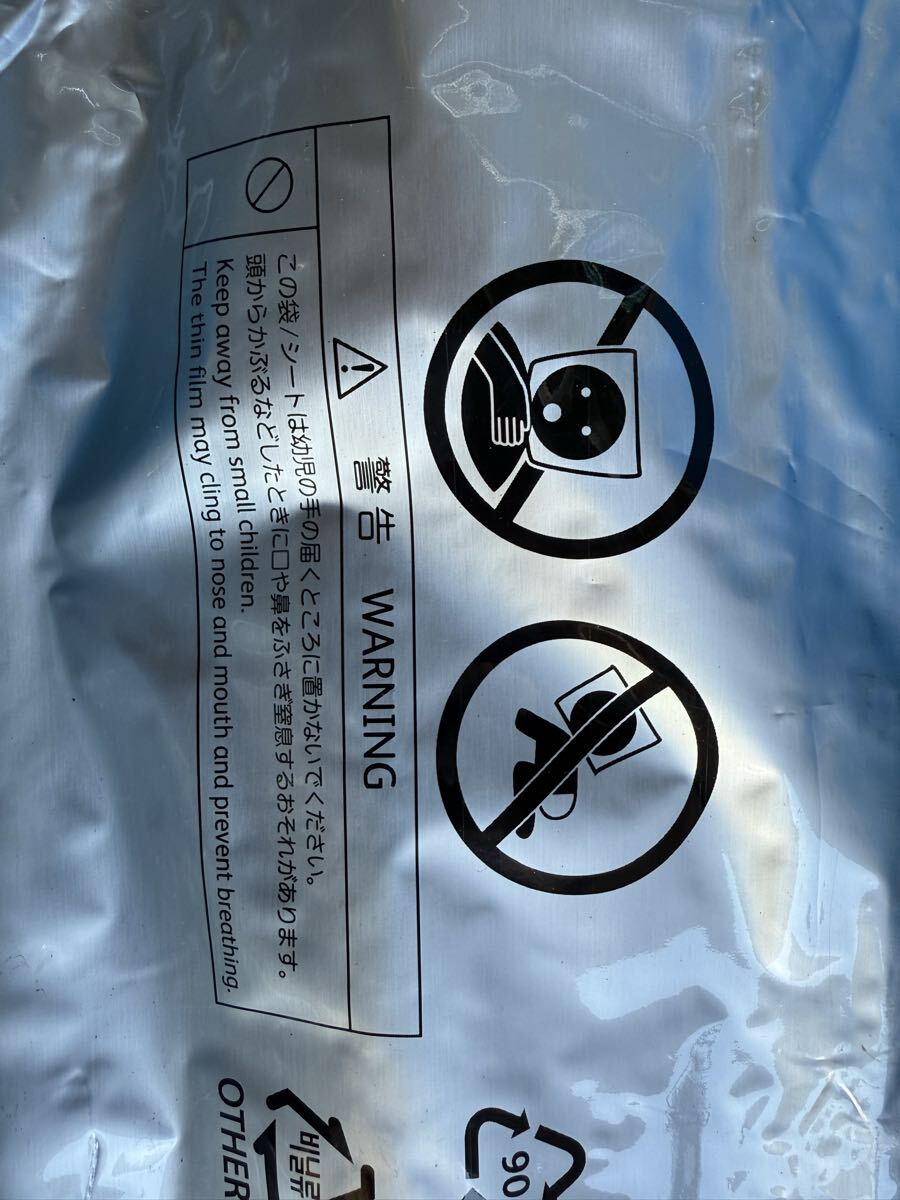 警告 WARNING
この袋/シートは幼児の手の届くところに置かないでください。
頭からかぶるなどしたときに口や鼻をふさぎ窒息するおそれがあります。
Keep away from small children.
The thin film may cling to nose and mouth and prevent breathing.
비닐류
OTHER
90